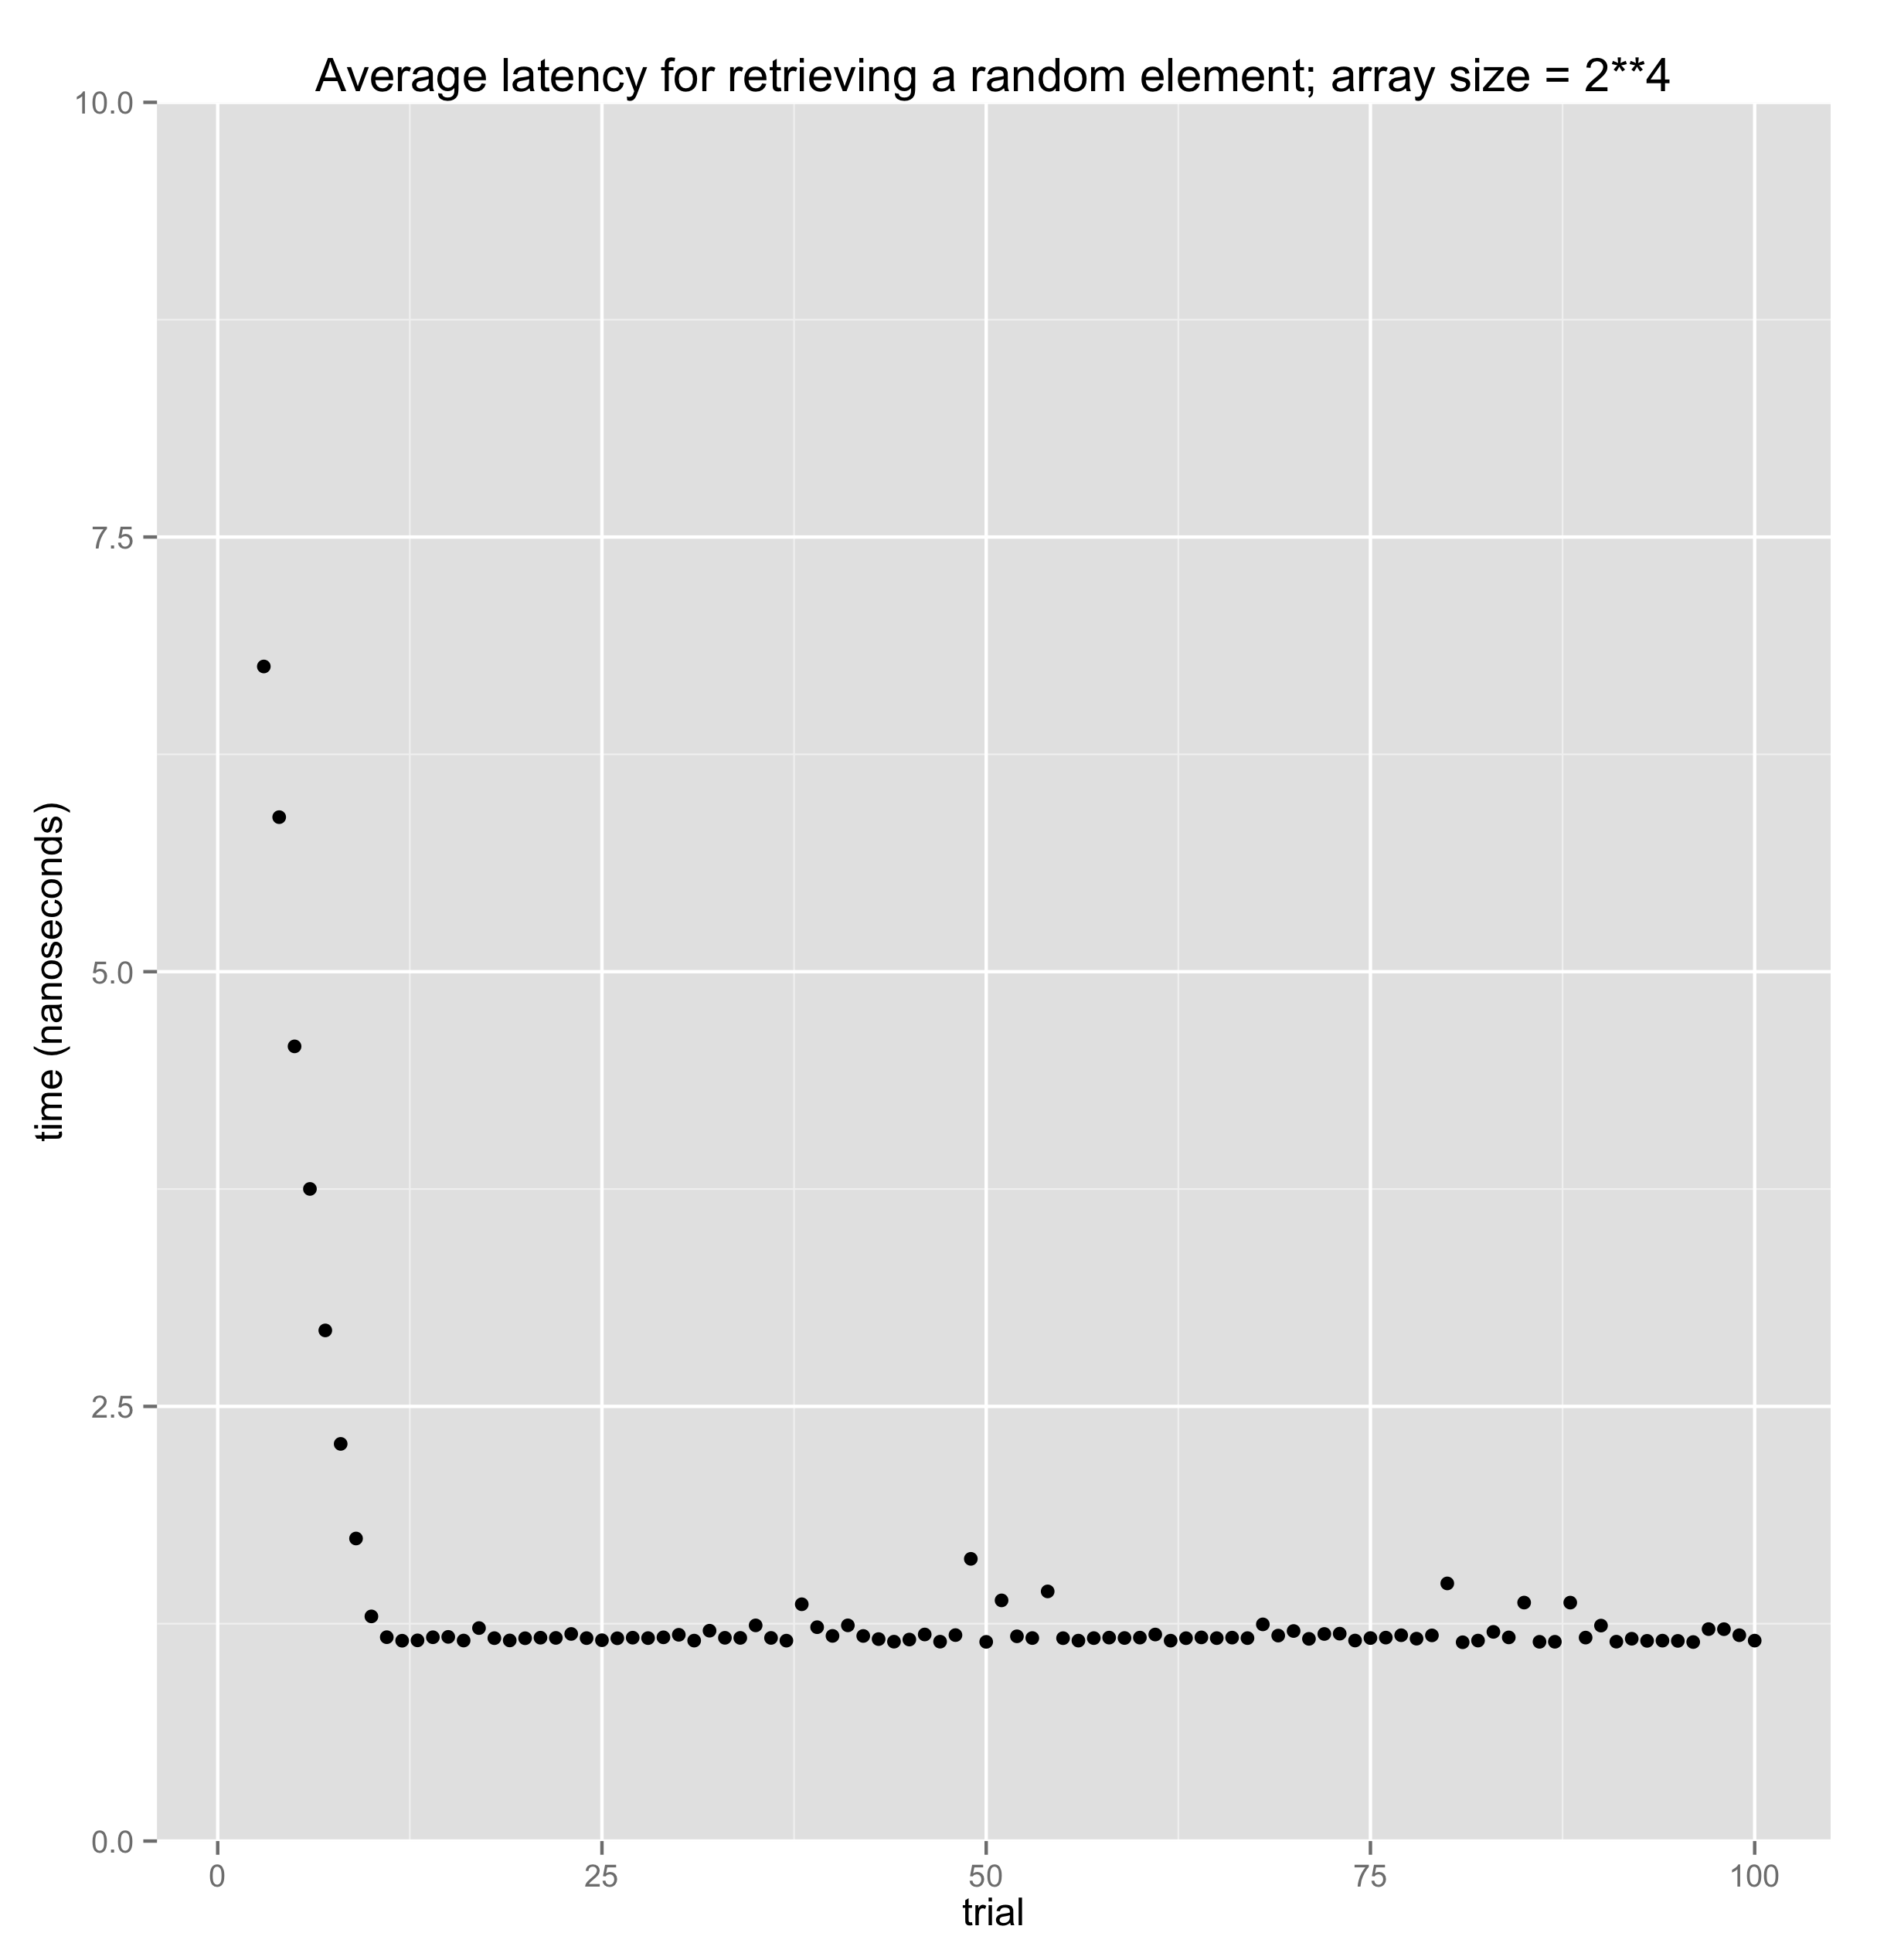 Average latency for retrieving a random element; array size = 2**4
10.0
7.5
5.0
2.5
0.0
time (nanoseconds)
0 25 50 75 100
trial